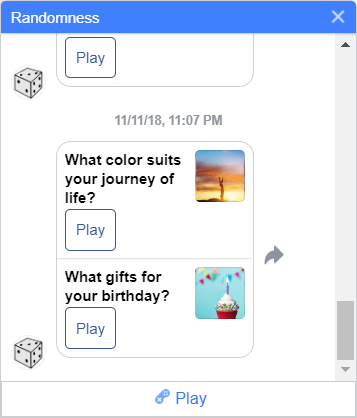 Randomness
Play
11/11/18, 11:07 PM
What color suits
your journey of
life?
Play
What gifts for
your birthday?
Play
Play